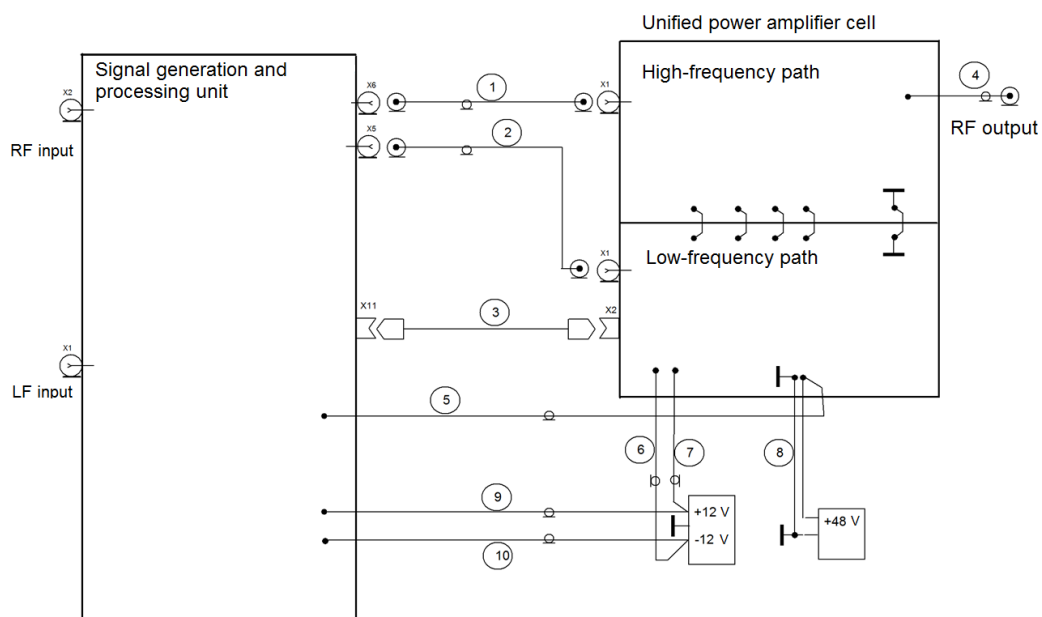 Unified power amplifier cell
Signal generation and
processing unit
High-frequency path
X2
X6
1
X1
4
X5
2
RF input
RF output
Low-frequency path
X1
X11
3
X2
X1
LF input
5
6
7
8
9
+12 V
+48 V
-12 V
10